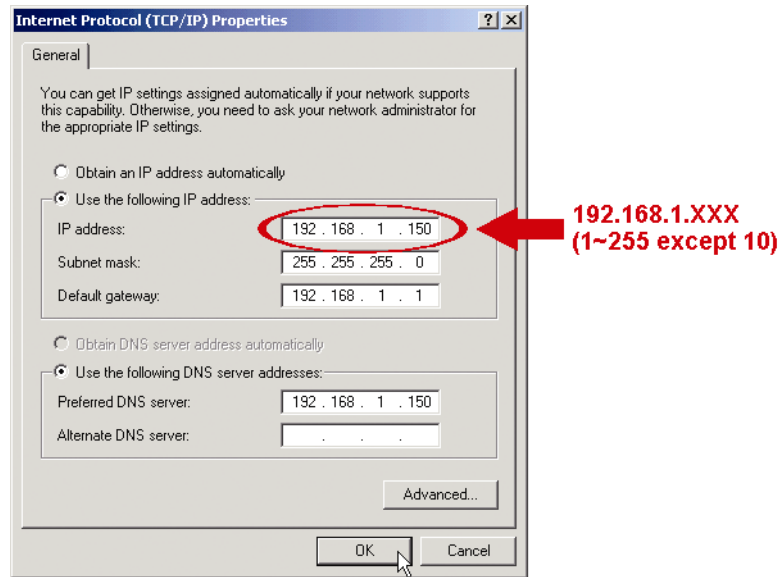 Internet Protocol (TCP/IP) Properties
General
You can get IP settings assigned automatically if your network supports
this capability. Otherwise, you need to ask your network administrator for
the appropriate IP settings.
Obtain an IP address automatically
Use the following IP address:
IP address: 192 . 168 . 1 . 150
Subnet mask: 255 . 255 . 255 . 0
Default gateway: 192 . 168 . 1 . 1
192.168.1.XXX
(1~255 except 10)
Obtain DNS server address automatically
Use the following DNS server addresses:
Preferred DNS server: 192 . 168 . 1 . 150
Alternate DNS server: . . .
Advanced...
OK
Cancel